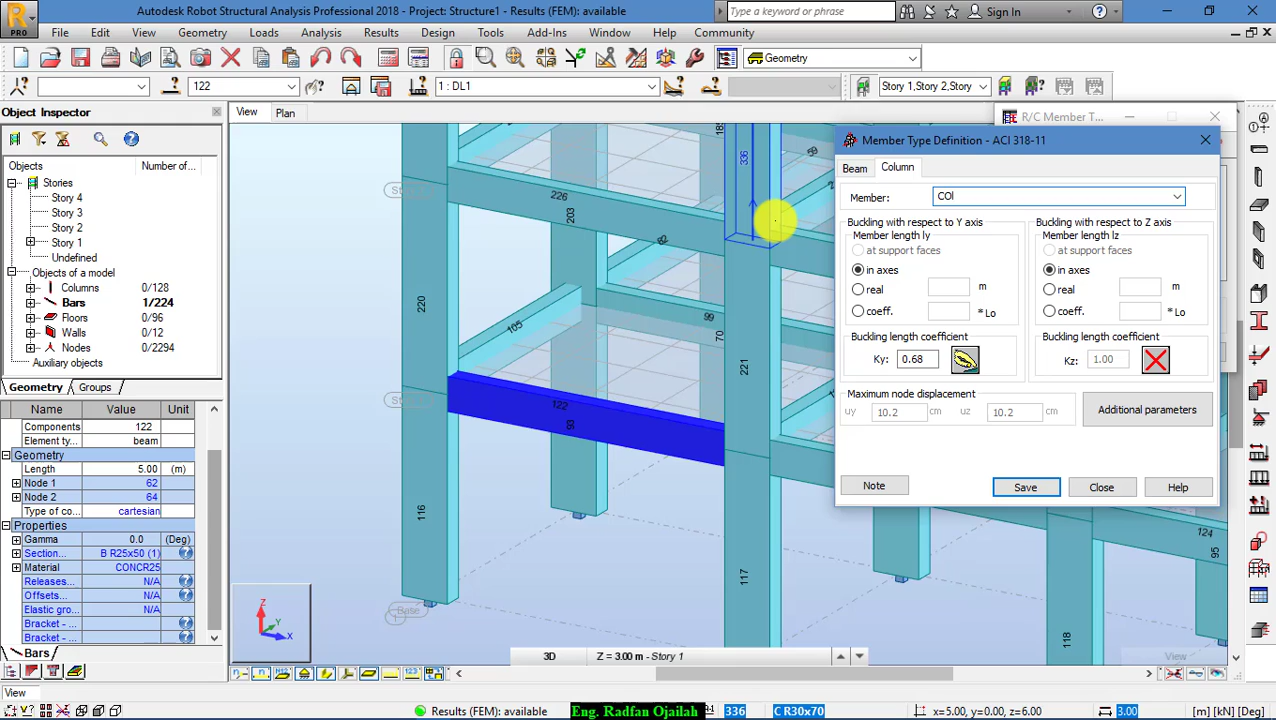 Autodesk Robot Structural Analysis Professional 2018 - Project: Structure1 - Results (FEM): available
Type a keyword or phrase
Sign In
PRO
File Edit View Geometry Loads Analysis Results Design Tools Add-Ins Window Help Community
Geometry
122
1 : DL1
Story 1,Story 2,Story
Object Inspector
View Plan
R/C Member T...
Member Type Definition - ACI 318-11
Beam Column
Member: COl
Buckling with respect to Y axis
Buckling with respect to Z axis
Member length ly
Member length lz
at support faces
at support faces
in axes
in axes
real m
real m
coeff. * Lo
coeff. * Lo
Buckling length coefficient
Buckling length coefficient
Ky: 0.68
Kz: 1.00
Maximum node displacement
uy 10.2 cm uz 10.2 cm
Additional parameters
Note Save Close Help
Objects Number of...
Stories
Story 4
Story 3
Story 2
Story 1
Undefined
Objects of a model
Columns 0/128
Bars 1/224
Floors 0/96
Walls 0/12
Nodes 0/2294
Auxiliary objects
Geometry Groups
Name Value Unit
Components 122
Element ty... beam
Geometry
Length 5.00 (m)
Node 1 62
Node 2 64
Type of co... cartesian
Properties
Gamma 0.0 (Deg)
Section... B R25x50 (1)
Material CONCR25
Releases... N/A
Offsets... N/A
Elastic gro... N/A
Bracket - ... N/A
Bracket - ... N/A
Bars
336
226
203
82
69
220
105
99
70
221
122
93
116
117
118
124
95
Base
1
Z
Y
X
3D Z = 3.00 m - Story 1
View
View
Results (FEM): available
Eng. Radfan Ojailah
336
C R30x70
x=5.00, y=0.00, z=6.00
3.00
[m] [kN] [Deg]